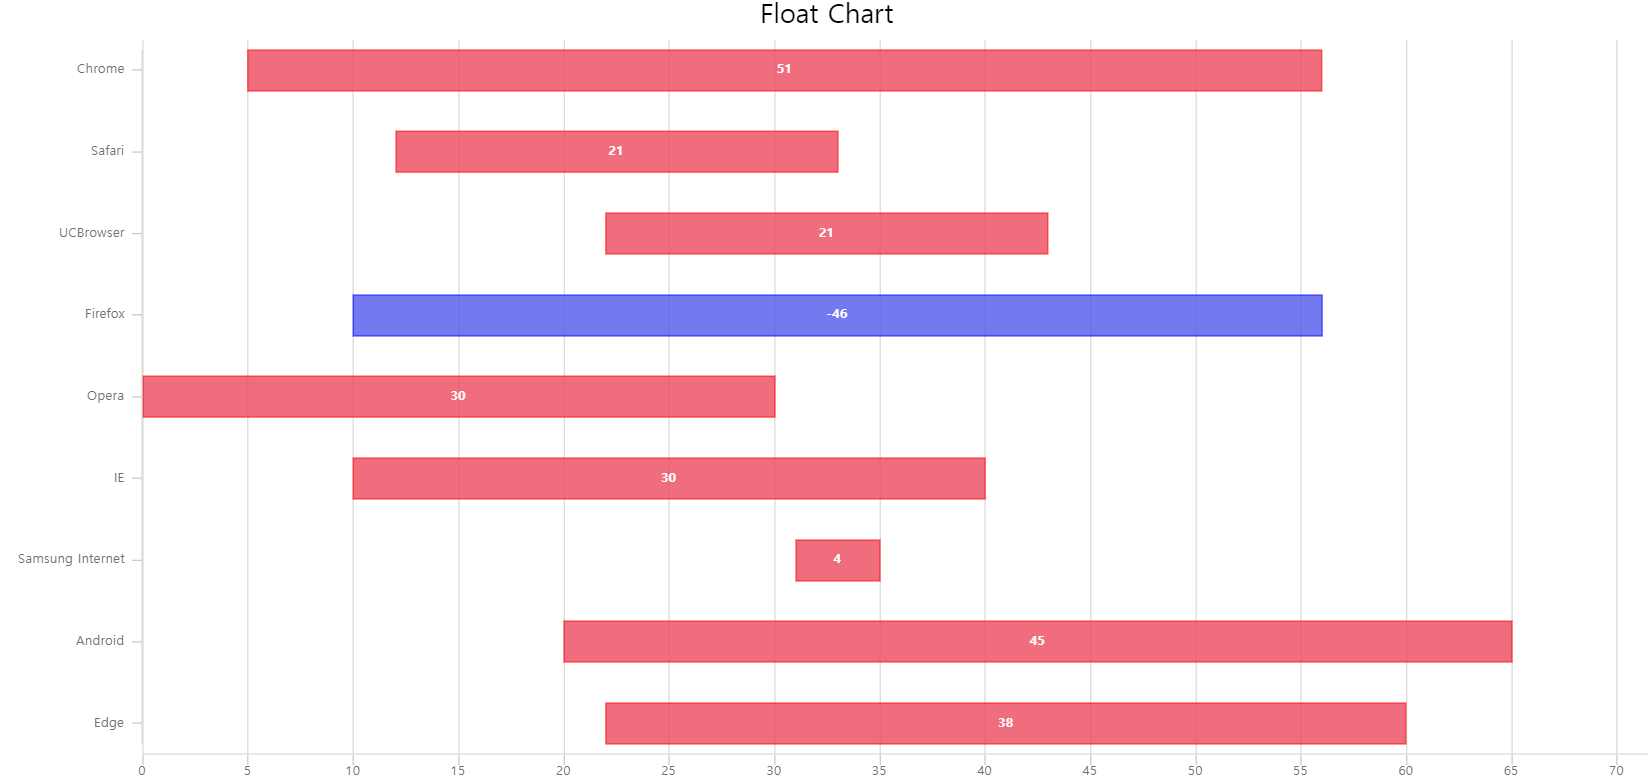 Float Chart
Chrome 51
Safari 21
UCBrowser 21
Firefox -46
Opera 30
IE 30
Samsung Internet 4
Android 45
Edge 38
0 5 10 15 20 25 30 35 40 45 50 55 60 65 70